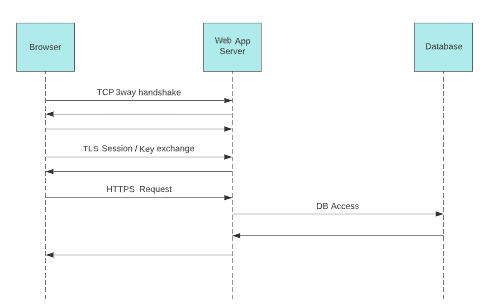 Browser
Web App
Server
Database
TCP 3way handshake
TLS Session / Key exchange
HTTPS Request
DB Access